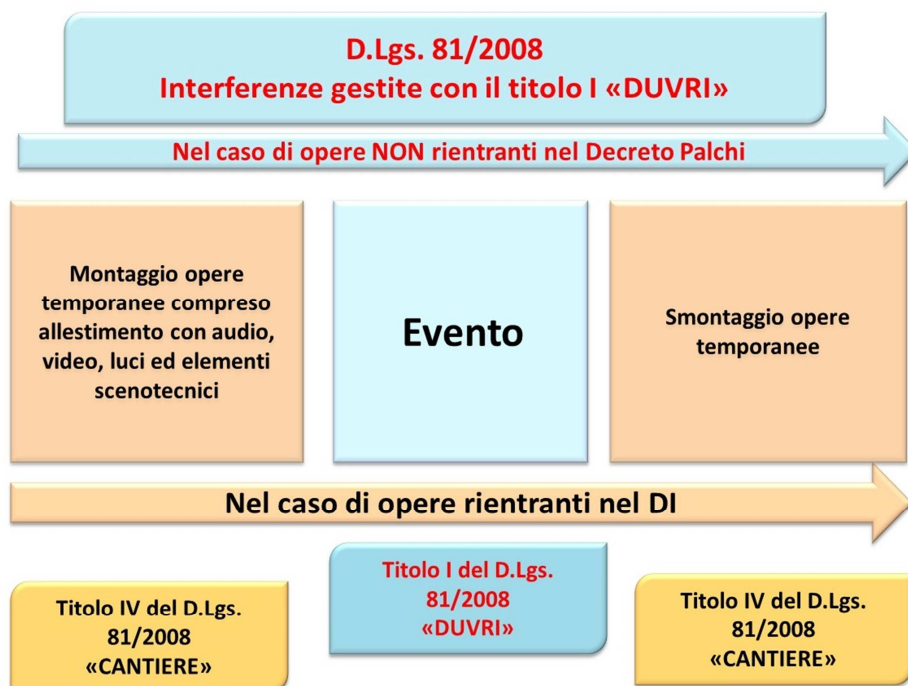 D.Lgs. 81/2008
Interferenze gestite con il titolo I «DUVRI»
Nel caso di opere NON rientranti nel Decreto Palchi
Montaggio opere
temporanee compreso
allestimento con audio,
video, luci ed elementi
scenotecnici
Evento
Smontaggio opere
temporanee
Nel caso di opere rientranti nel DI
Titolo IV del D.Lgs.
81/2008
«CANTIERE»
Titolo I del D.Lgs.
81/2008
«DUVRI»
Titolo IV del D.Lgs.
81/2008
«CANTIERE»